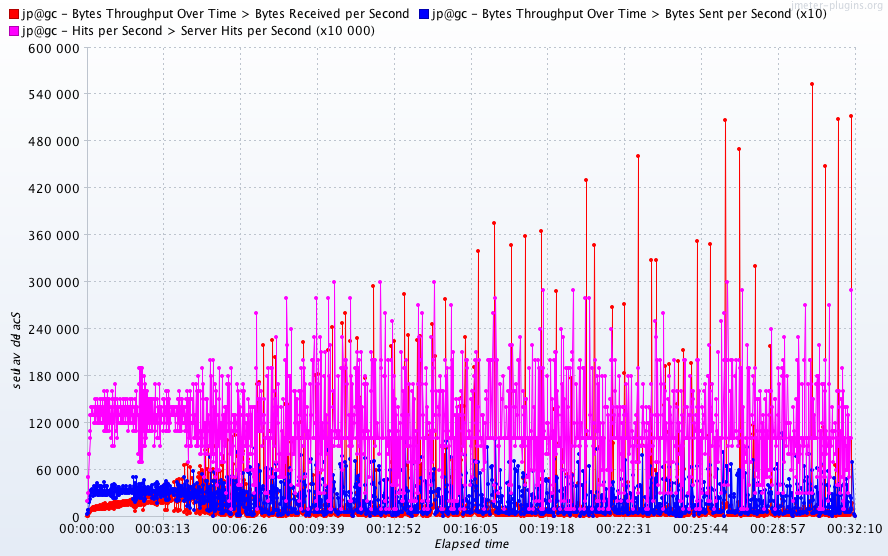 jmeter-plugins.org
jp@gc - Bytes Throughput Over Time > Bytes Received per Second
jp@gc - Bytes Throughput Over Time > Bytes Sent per Second (x10)
jp@gc - Hits per Second > Server Hits per Second (x10 000)
600 000
540 000
480 000
420 000
360 000
300 000
240 000
180 000
120 000
60 000
0
00:00:00 00:03:13 00:06:26 00:09:39 00:12:52 00:16:05 00:19:18 00:22:31 00:25:44 00:28:57 00:32:10
Elapsed time